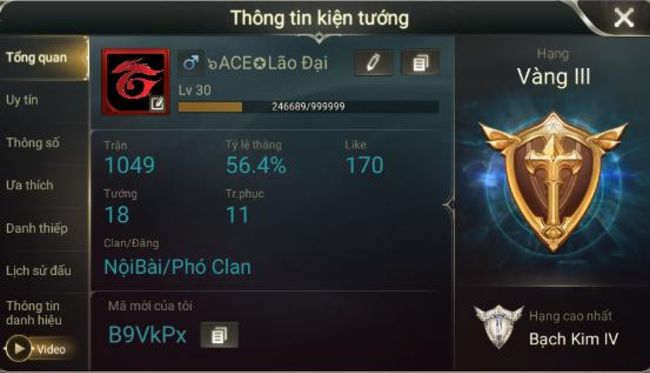 Thông tin kiện tướng
Tổng quan
Uy tín
Thông số
Ưa thích
Danh thiếp
Lịch sử đấu
Thông tin
danh hiệu
Video
ঌACE✪Lão Đại
Lv 30
246689/999999
Trận
Tỷ lệ thắng
Like
1049
56.4%
170
Tướng
Tr.phục
18
11
Clan/Đẳng
NộiBài/Phó Clan
Mã mời của tôi
B9VkPx
Hạng
Vàng III
Hạng cao nhất
Bạch Kim IV